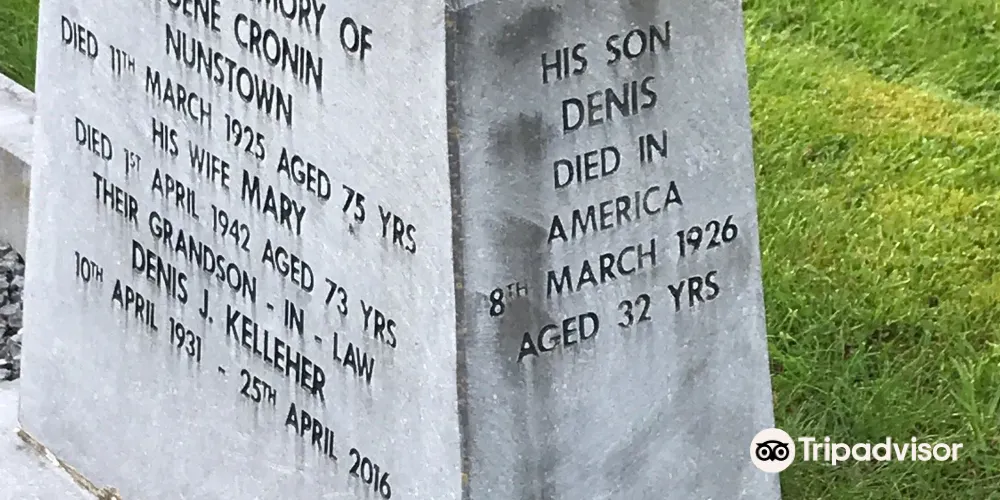 MORY OF
ENE CRONIN
NUNSTOWN
DIED 11TH MARCH 1925 AGED 75 YRS
HIS WIFE MARY
DIED 1ST APRIL 1942 AGED 73 YRS
THEIR GRANDSON - IN - LAW
DENIS J. KELLEHER
10TH APRIL 1931 - 25TH APRIL 2016
HIS SON
DENIS
DIED IN
AMERICA
8TH MARCH 1926
AGED 32 YRS
Tripadvisor